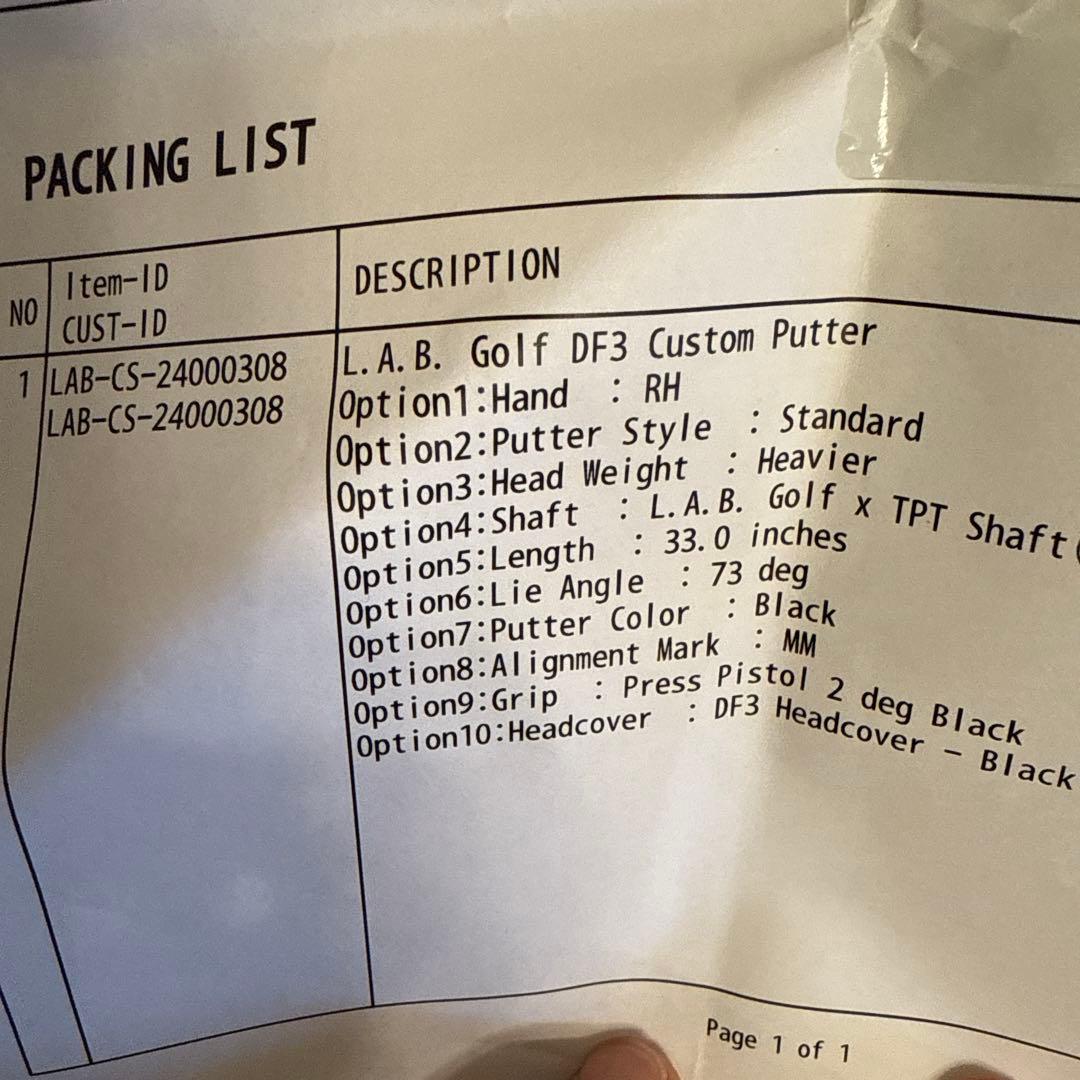 PACKING LIST
NO
Item-ID
CUST-ID
DESCRIPTION
1
LAB-CS-24000308
LAB-CS-24000308
L.A.B. Golf DF3 Custom Putter
Option1:Hand : RH
Option2:Putter Style : Standard
Option3:Head Weight : Heavier
Option4:Shaft : L.A.B. Golf x TPT Shaft(
Option5:Length : 33.0 inches
Option6:Lie Angle : 73 deg
Option7:Putter Color : Black
Option8:Alignment Mark : MM
Option9:Grip : Press Pistol 2 deg Black
Option10:Headcover : DF3 Headcover - Black
Page 1 of 1